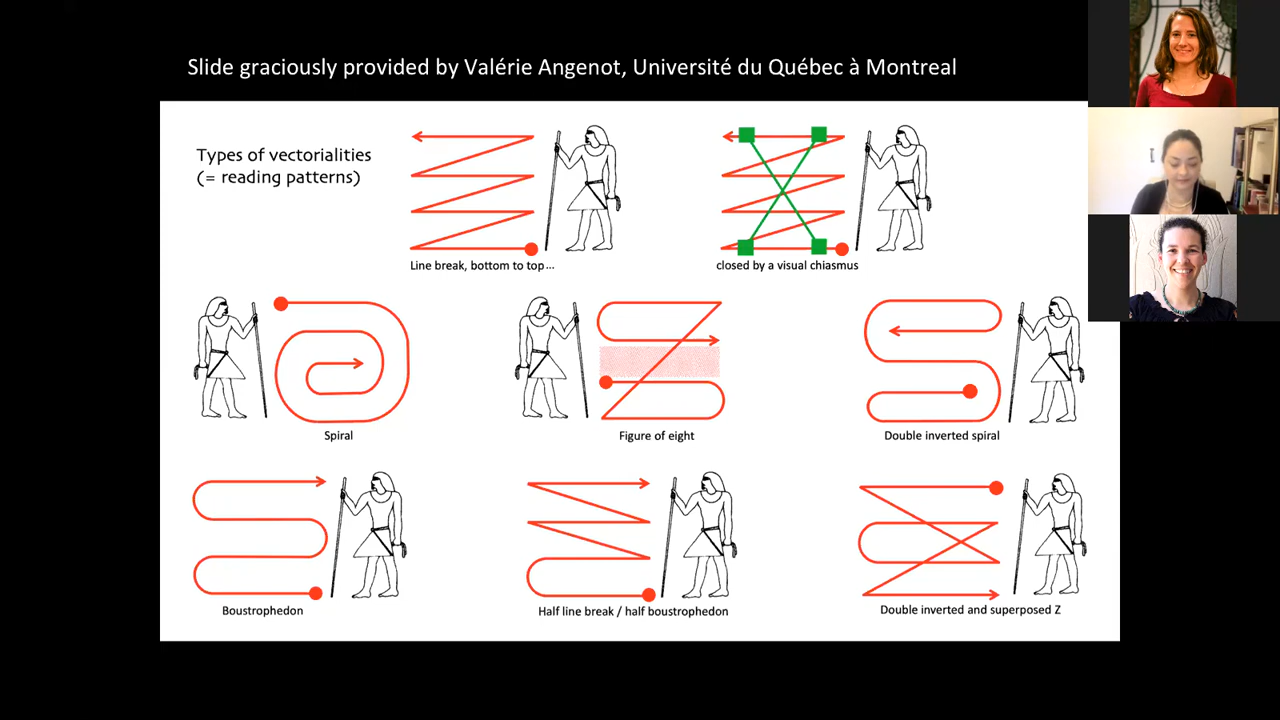 Slide graciously provided by Valérie Angenot, Université du Québec à Montreal
Types of vectorialities
(= reading patterns)
Line break, bottom to top...
closed by a visual chiasmus
Spiral
Figure of eight
Double inverted spiral
Boustrophedon
Half line break / half boustrophedon
Double inverted and superposed Z